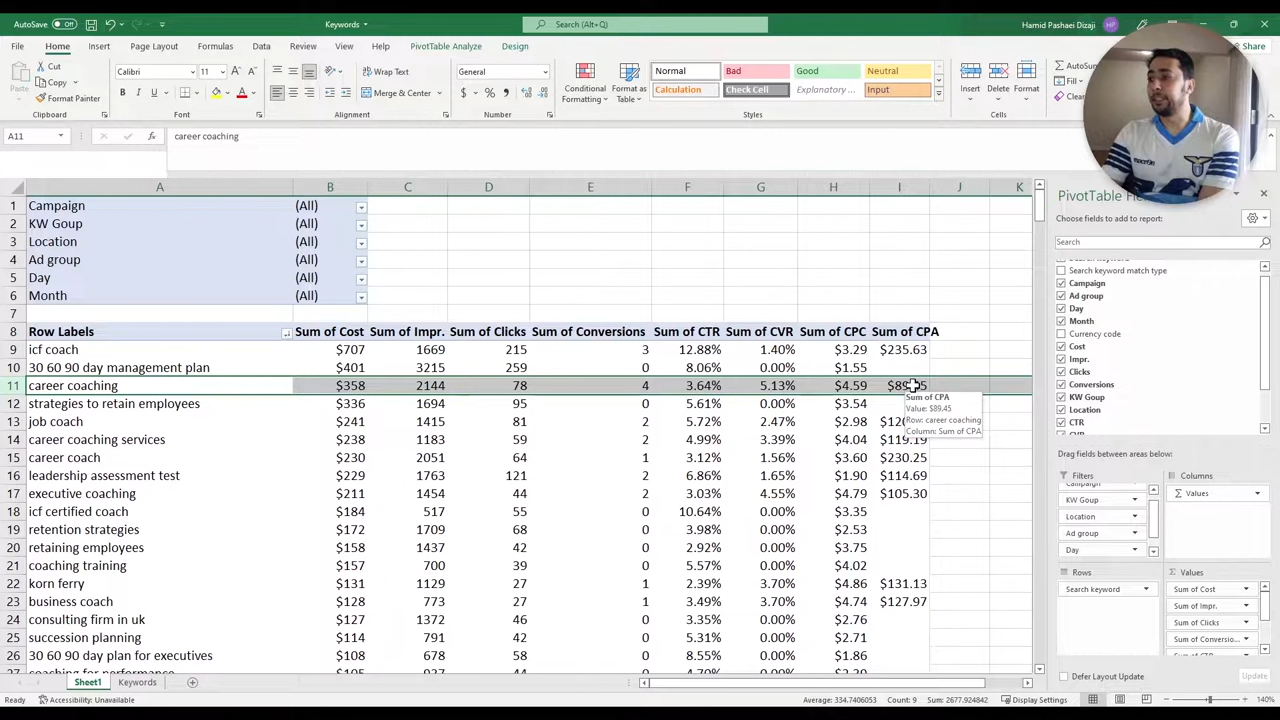 AutoSave Off
Keywords
Search (Alt+Q)
Hamid Pashaei Dizaji
HP
File Home Insert Page Layout Formulas Data Review View Help PivotTable Analyze Design
Share
Cut
Copy
Format Painter
Paste
Calibri 11
Wrap Text
Merge & Center
General
Conditional Formatting
Format as Table
Normal Bad Good Neutral
Calculation Check Cell Explanatory ... Input
Insert Delete Format
AutoSum
Fill
Clear
Clipboard Font Alignment Number Styles Cells
A11
career coaching
A B C D E F G H I J K
1 Campaign (All)
2 KW Goup (All)
3 Location (All)
4 Ad group (All)
5 Day (All)
6 Month (All)
7
8 Row Labels Sum of Cost Sum of Impr. Sum of Clicks Sum of Conversions Sum of CTR Sum of CVR Sum of CPC Sum of CPA
9 icf coach $707 1669 215 3 12.88% 1.40% $3.29 $235.63
10 30 60 90 day management plan $401 3215 259 0 8.06% 0.00% $1.55
11 career coaching $358 2144 78 4 3.64% 5.13% $4.59
12 strategies to retain employees $336 1694 95 0 5.61% 0.00% $3.54
13 job coach $241 1415 81 2 5.72% 2.47% $2.98
14 career coaching services $238 1183 59 2 4.99% 3.39% $4.04 $119.19
15 career coach $230 2051 64 1 3.12% 1.56% $3.60 $230.25
16 leadership assessment test $229 1763 121 2 6.86% 1.65% $1.90 $114.69
17 executive coaching $211 1454 44 2 3.03% 4.55% $4.79 $105.30
18 icf certified coach $184 517 55 0 10.64% 0.00% $3.35
19 retention strategies $172 1709 68 0 3.98% 0.00% $2.53
20 retaining employees $158 1437 42 0 2.92% 0.00% $3.75
21 coaching training $157 700 39 0 5.57% 0.00% $4.02
22 korn ferry $131 1129 27 1 2.39% 3.70% $4.86 $131.13
23 business coach $128 773 27 1 3.49% 3.70% $4.74 $127.97
24 consulting firm in uk $127 1372 46 0 3.35% 0.00% $2.76
25 succession planning $114 791 42 0 5.31% 0.00% $2.71
26 30 60 90 day plan for executives $108 678 58 0 8.55% 0.00% $1.86
Sum of CPA
Value: $89.45
Row: career coaching
Column: Sum of CPA
PivotTable
Choose fields to add to report:
Search
Search keyword match type
Campaign
Ad group
Day
Month
Currency code
Cost
Impr.
Clicks
Conversions
KW Goup
Location
CTR
Drag fields between areas below:
Filters
Campaign
KW Goup
Location
Ad group
Day
Columns
Values
Rows
Search keyword
Values
Sum of Cost
Sum of Impr.
Sum of Clicks
Sum of Conversio...
Sum of CTR
Defer Layout Update
Update
Sheet1 Keywords
Ready
Accessibility: Unavailable
Average: 334.7406053 Count: 9 Sum: 2677.924842
Display Settings
140%